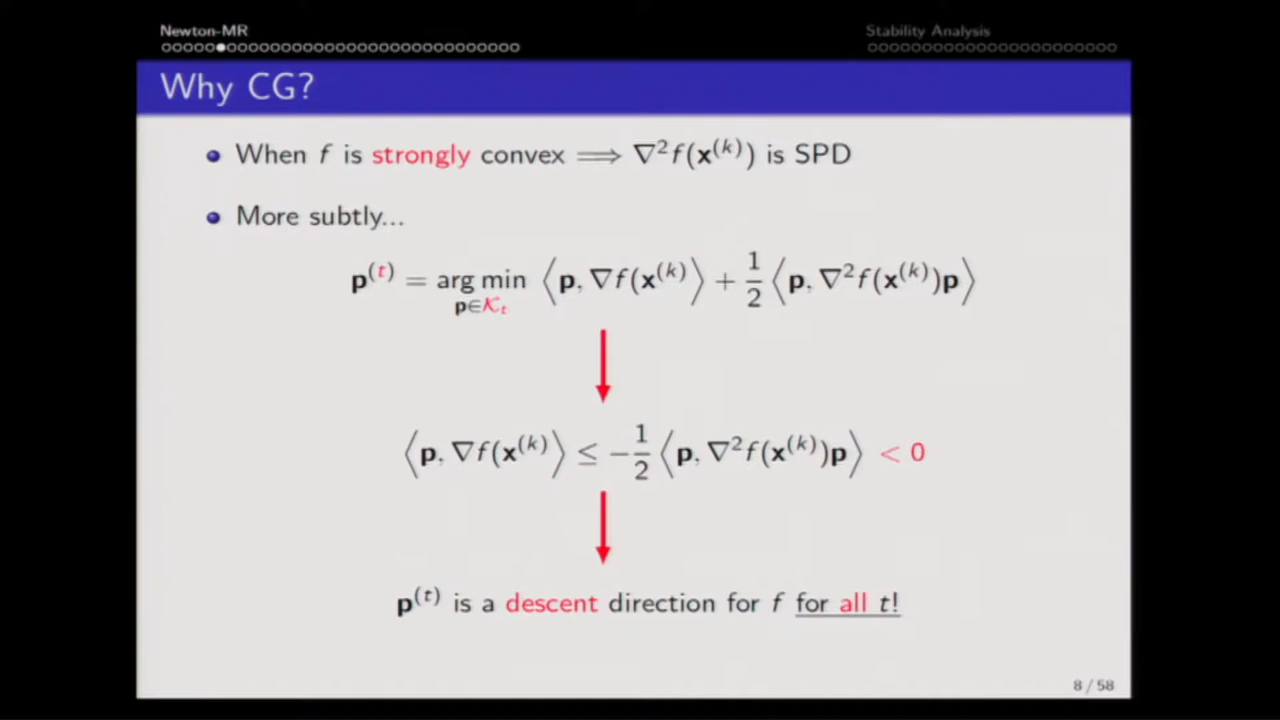 Newton-MR Stability Analysis
Why CG?
When f is strongly convex ⟹ ∇²f(x^(k)) is SPD
More subtly...
p^(t) = arg min_{p∈𝒦_t} ⟨p, ∇f(x^(k)⟩ + 1/2 ⟨p, ∇²f(x^(k))p⟩
⟨p, ∇f(x^(k)⟩ ≤ −1/2 ⟨p, ∇²f(x^(k))p⟩ < 0
p^(t) is a descent direction for f for all t!
8 / 58